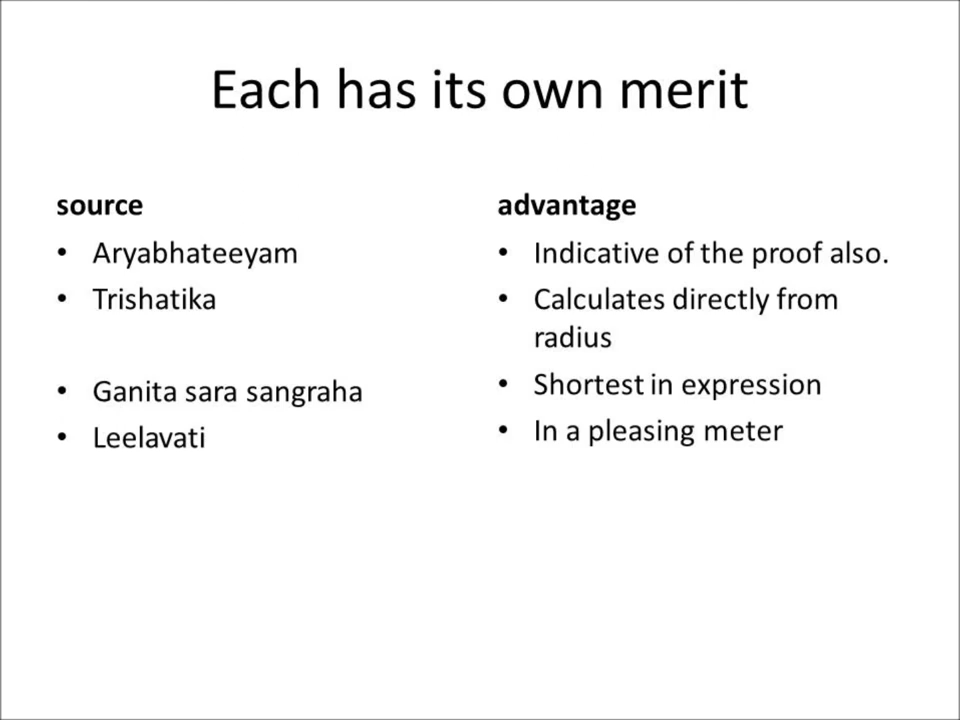 Each has its own merit
source
• Aryabhateeyam
• Trishatika
• Ganita sara sangraha
• Leelavati
advantage
• Indicative of the proof also.
• Calculates directly from
radius
• Shortest in expression
• In a pleasing meter